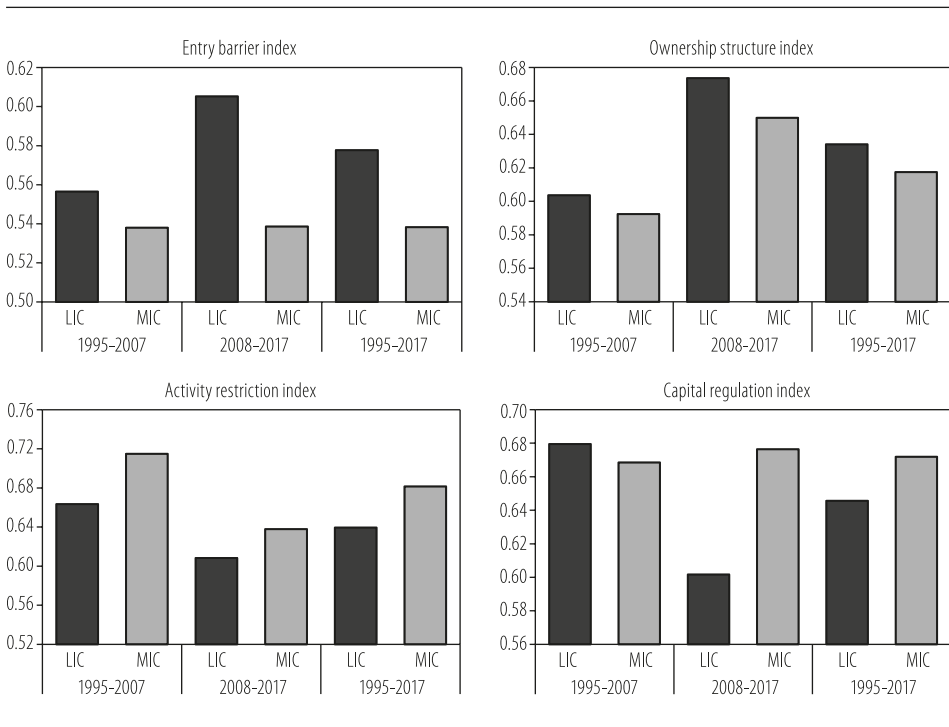 Entry barrier index
0.62
0.60
0.58
0.56
0.54
0.52
0.50
LIC MIC LIC MIC LIC MIC
1995–2007 2008–2017 1995–2017
Ownership structure index
0.68
0.66
0.64
0.62
0.60
0.58
0.56
0.54
LIC MIC LIC MIC LIC MIC
1995–2007 2008–2017 1995–2017
Activity restriction index
0.76
0.72
0.68
0.64
0.60
0.56
0.52
LIC MIC LIC MIC LIC MIC
1995–2007 2008–2017 1995–2017
Capital regulation index
0.70
0.68
0.66
0.64
0.62
0.60
0.58
0.56
LIC MIC LIC MIC LIC MIC
1995–2007 2008–2017 1995–2017